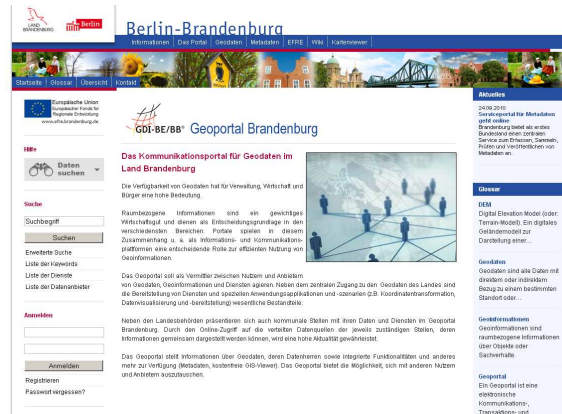 LAND
BRANDENBURG
Berlin
Berlin-Brandenburg
Informationen | Das Portal | Geodaten | Metadaten | EFRE | Wiki | Kartenviewer
Startseite | Glossar | Übersicht | Kontakt
Europäische Union
Europäischer Fonds für
Regionale Entwicklung
www.efre.brandenburg.de
Hilfe
Daten
suchen
Suche
Suchbegriff
Suchen
Erweiterte Suche
Liste der Keywords
Liste der Dienste
Liste der Datenanbieter
Anmelden
Anmelden
Registrieren
Passwort vergessen?
GDI-BE/BB® Geoportal Brandenburg
Das Kommunikationsportal für Geodaten im
Land Brandenburg
Die Verfügbarkeit von Geodaten hat für Verwaltung, Wirtschaft und
Bürger eine hohe Bedeutung.
Raumbezogene Informationen sind ein gewichtiges
Wirtschaftsgut und dienen als Entscheidungsgrundlage in den
verschiedensten Bereichen. Portale spielen in diesem
Zusammenhang u. a. als Informations- und Kommunikations-
plattformen eine entscheidende Rolle zur effizienten Nutzung von
Geoinformationen.
Das Geoportal soll als Vermittler zwischen Nutzern und Anbietern
von Geodaten, Geoinformationen und Diensten agieren. Neben dem zentralen Zugang zu den Geodaten des Landes sind
die Bereitstellung von Diensten und speziellen Anwendungsapplikationen und -szenarien (z.B. Koordinatentransformation,
Datenvisualisierung und -bereitstellung) wesentliche Bestandteile.
Neben den Landesbehörden präsentieren sich auch kommunale Stellen mit ihren Daten und Diensten im Geoportal
Brandenburg. Durch den Online-Zugriff auf die verteilten Datenquellen der jeweils zuständigen Stellen, deren
Informationen gemeinsam dargestellt werden können, wird eine hohe Aktualität gewährleistet.
Das Geoportal stellt Informationen über Geodaten, deren Datenherren sowie integrierte Funktionalitäten und anderes
mehr zur Verfügung (Metadaten, kostenfreie GIS-Viewer). Das Geoportal bietet die Möglichkeit, sich mit anderen Nutzern
und Anbietern auszutauschen.
Aktuelles
24.09.2010
Serviceportal für Metadaten
geht online
Brandenburg bietet als erstes
Bundesland einen zentralen
Service zum Erfassen, Sammeln,
Prüfen und Veröffentlichen von
Metadaten an.
Glossar
DEM
Digital Elevation Model (oder:
Terrain-Modell). Ein digitales
Geländemodell zur
Darstellung einer...
Geodaten
Geodaten sind alle Daten mit
direktem oder indirektem
Bezug zu einem bestimmten
Standort oder...
Geoinformationen
Geoinformationen sind
raumbezogene Informationen
über Objekte oder
Sachverhalte.
Geoportal
Ein Geoportal ist eine
elektronische
Kommunikations-,
Transaktions- und